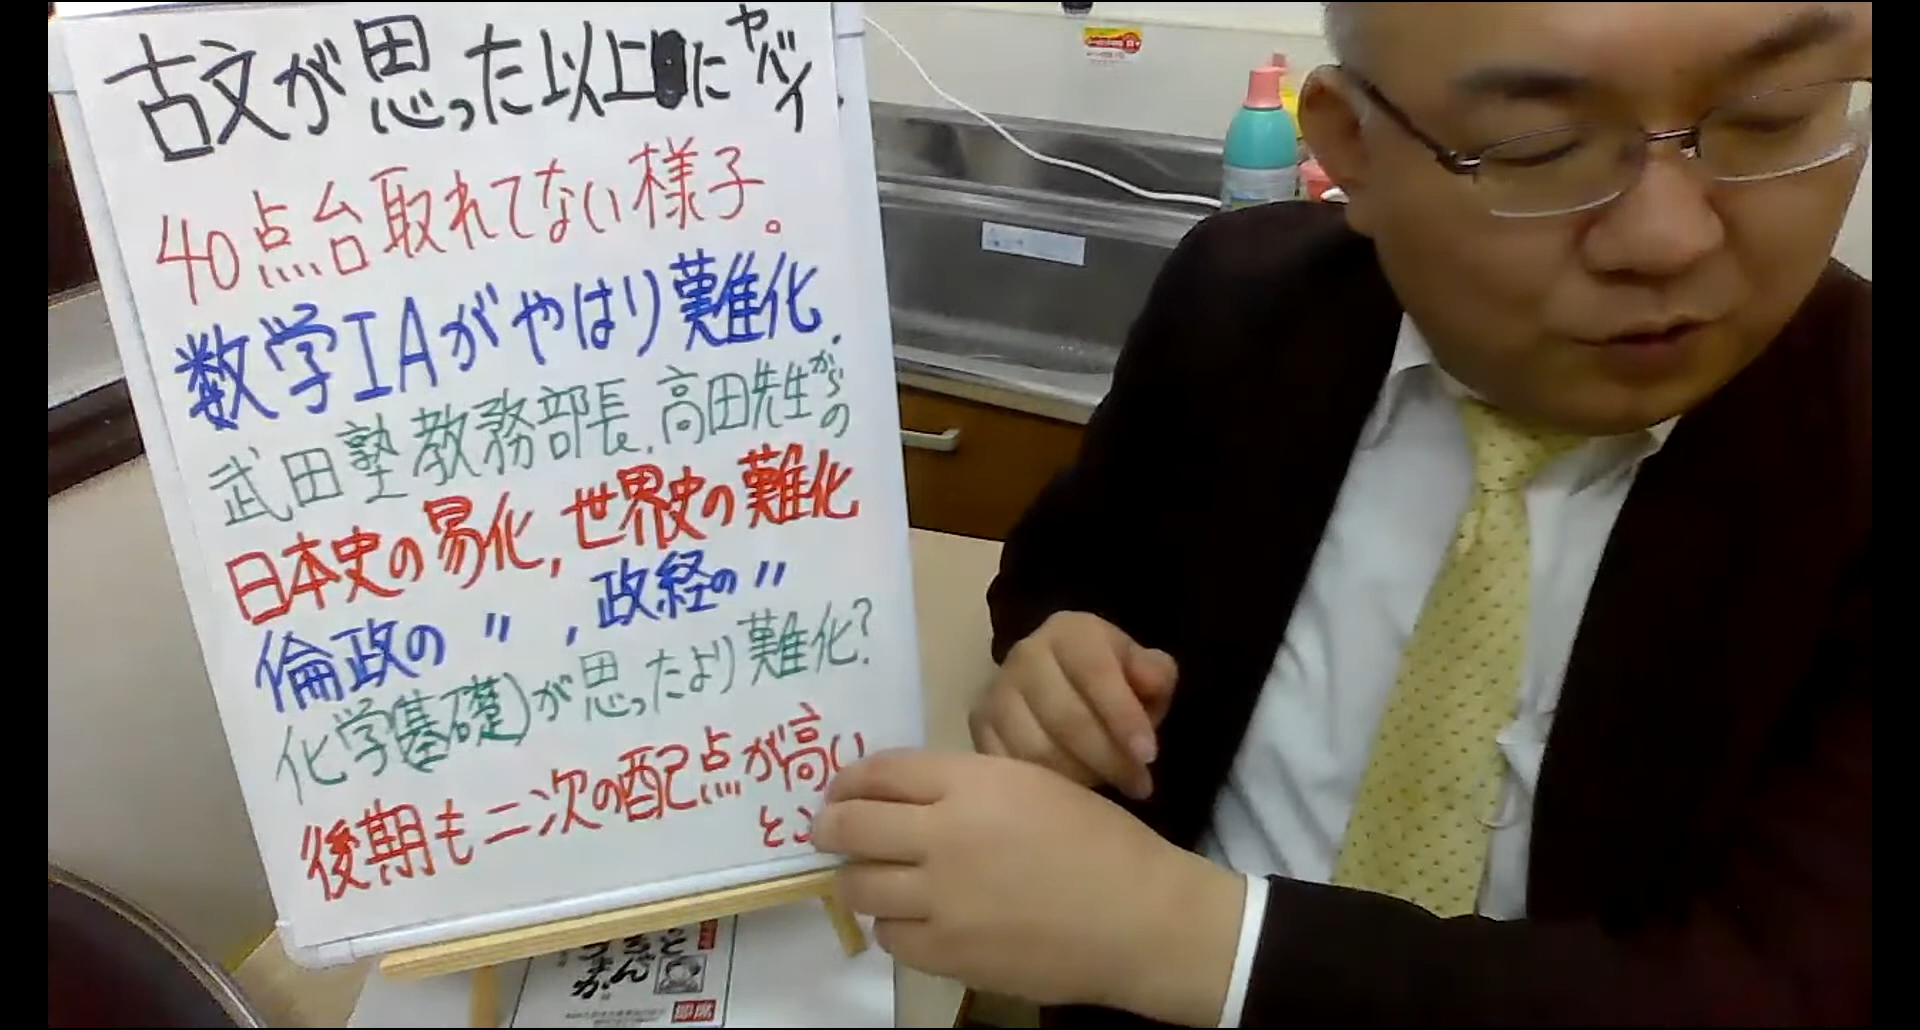 古文が思った以上にヤバイ
40点台取れてない様子。
数学ⅠAがやはり難化.
武田塾教務部長.高田先生がらの
日本史の易化,世界史の難化
倫政の 〃 ,政経の〃
化学(基礎)が思ったより難化?
後期も二次の配点が高い
とこ